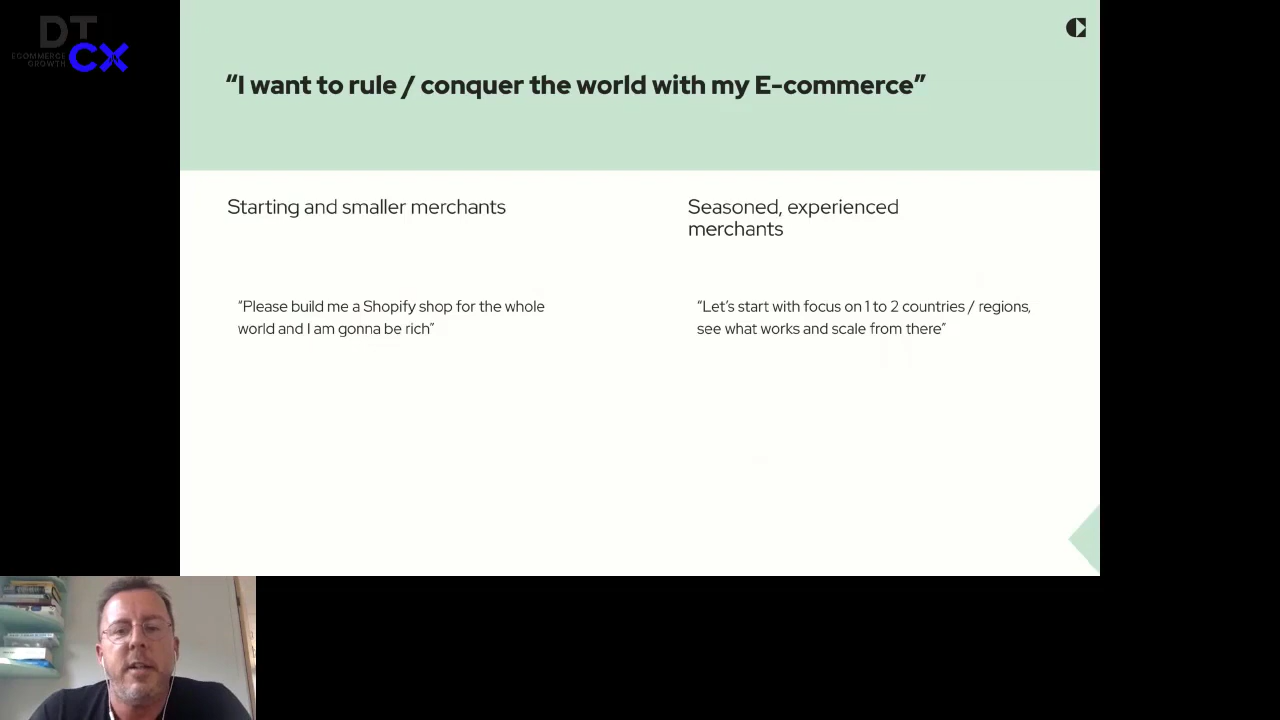 DT
ECOMMERCE
GROWTH
CX
“I want to rule / conquer the world with my E-commerce”
Starting and smaller merchants
Seasoned, experienced
merchants
“Please build me a Shopify shop for the whole
world and I am gonna be rich”
“Let’s start with focus on 1 to 2 countries / regions,
see what works and scale from there”